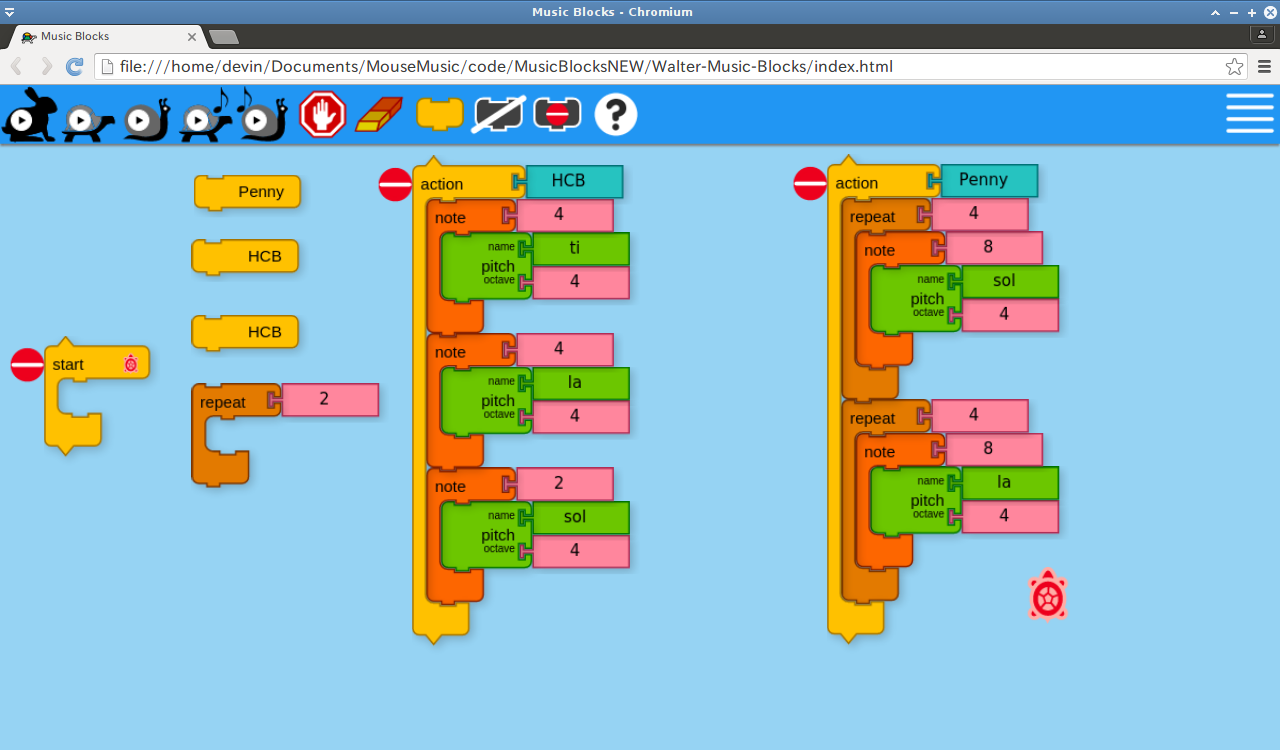 Music Blocks - Chromium
Music Blocks
file:///home/devin/Documents/MouseMusic/code/MusicBlocksNEW/Walter-Music-Blocks/index.html
?
Penny
HCB
HCB
start
repeat 2
action HCB
note 4
name ti
pitch
octave 4
note 4
name la
pitch
octave 4
note 2
name sol
pitch
octave 4
action Penny
repeat 4
note 8
name sol
pitch
octave 4
repeat 4
note 8
name la
pitch
octave 4